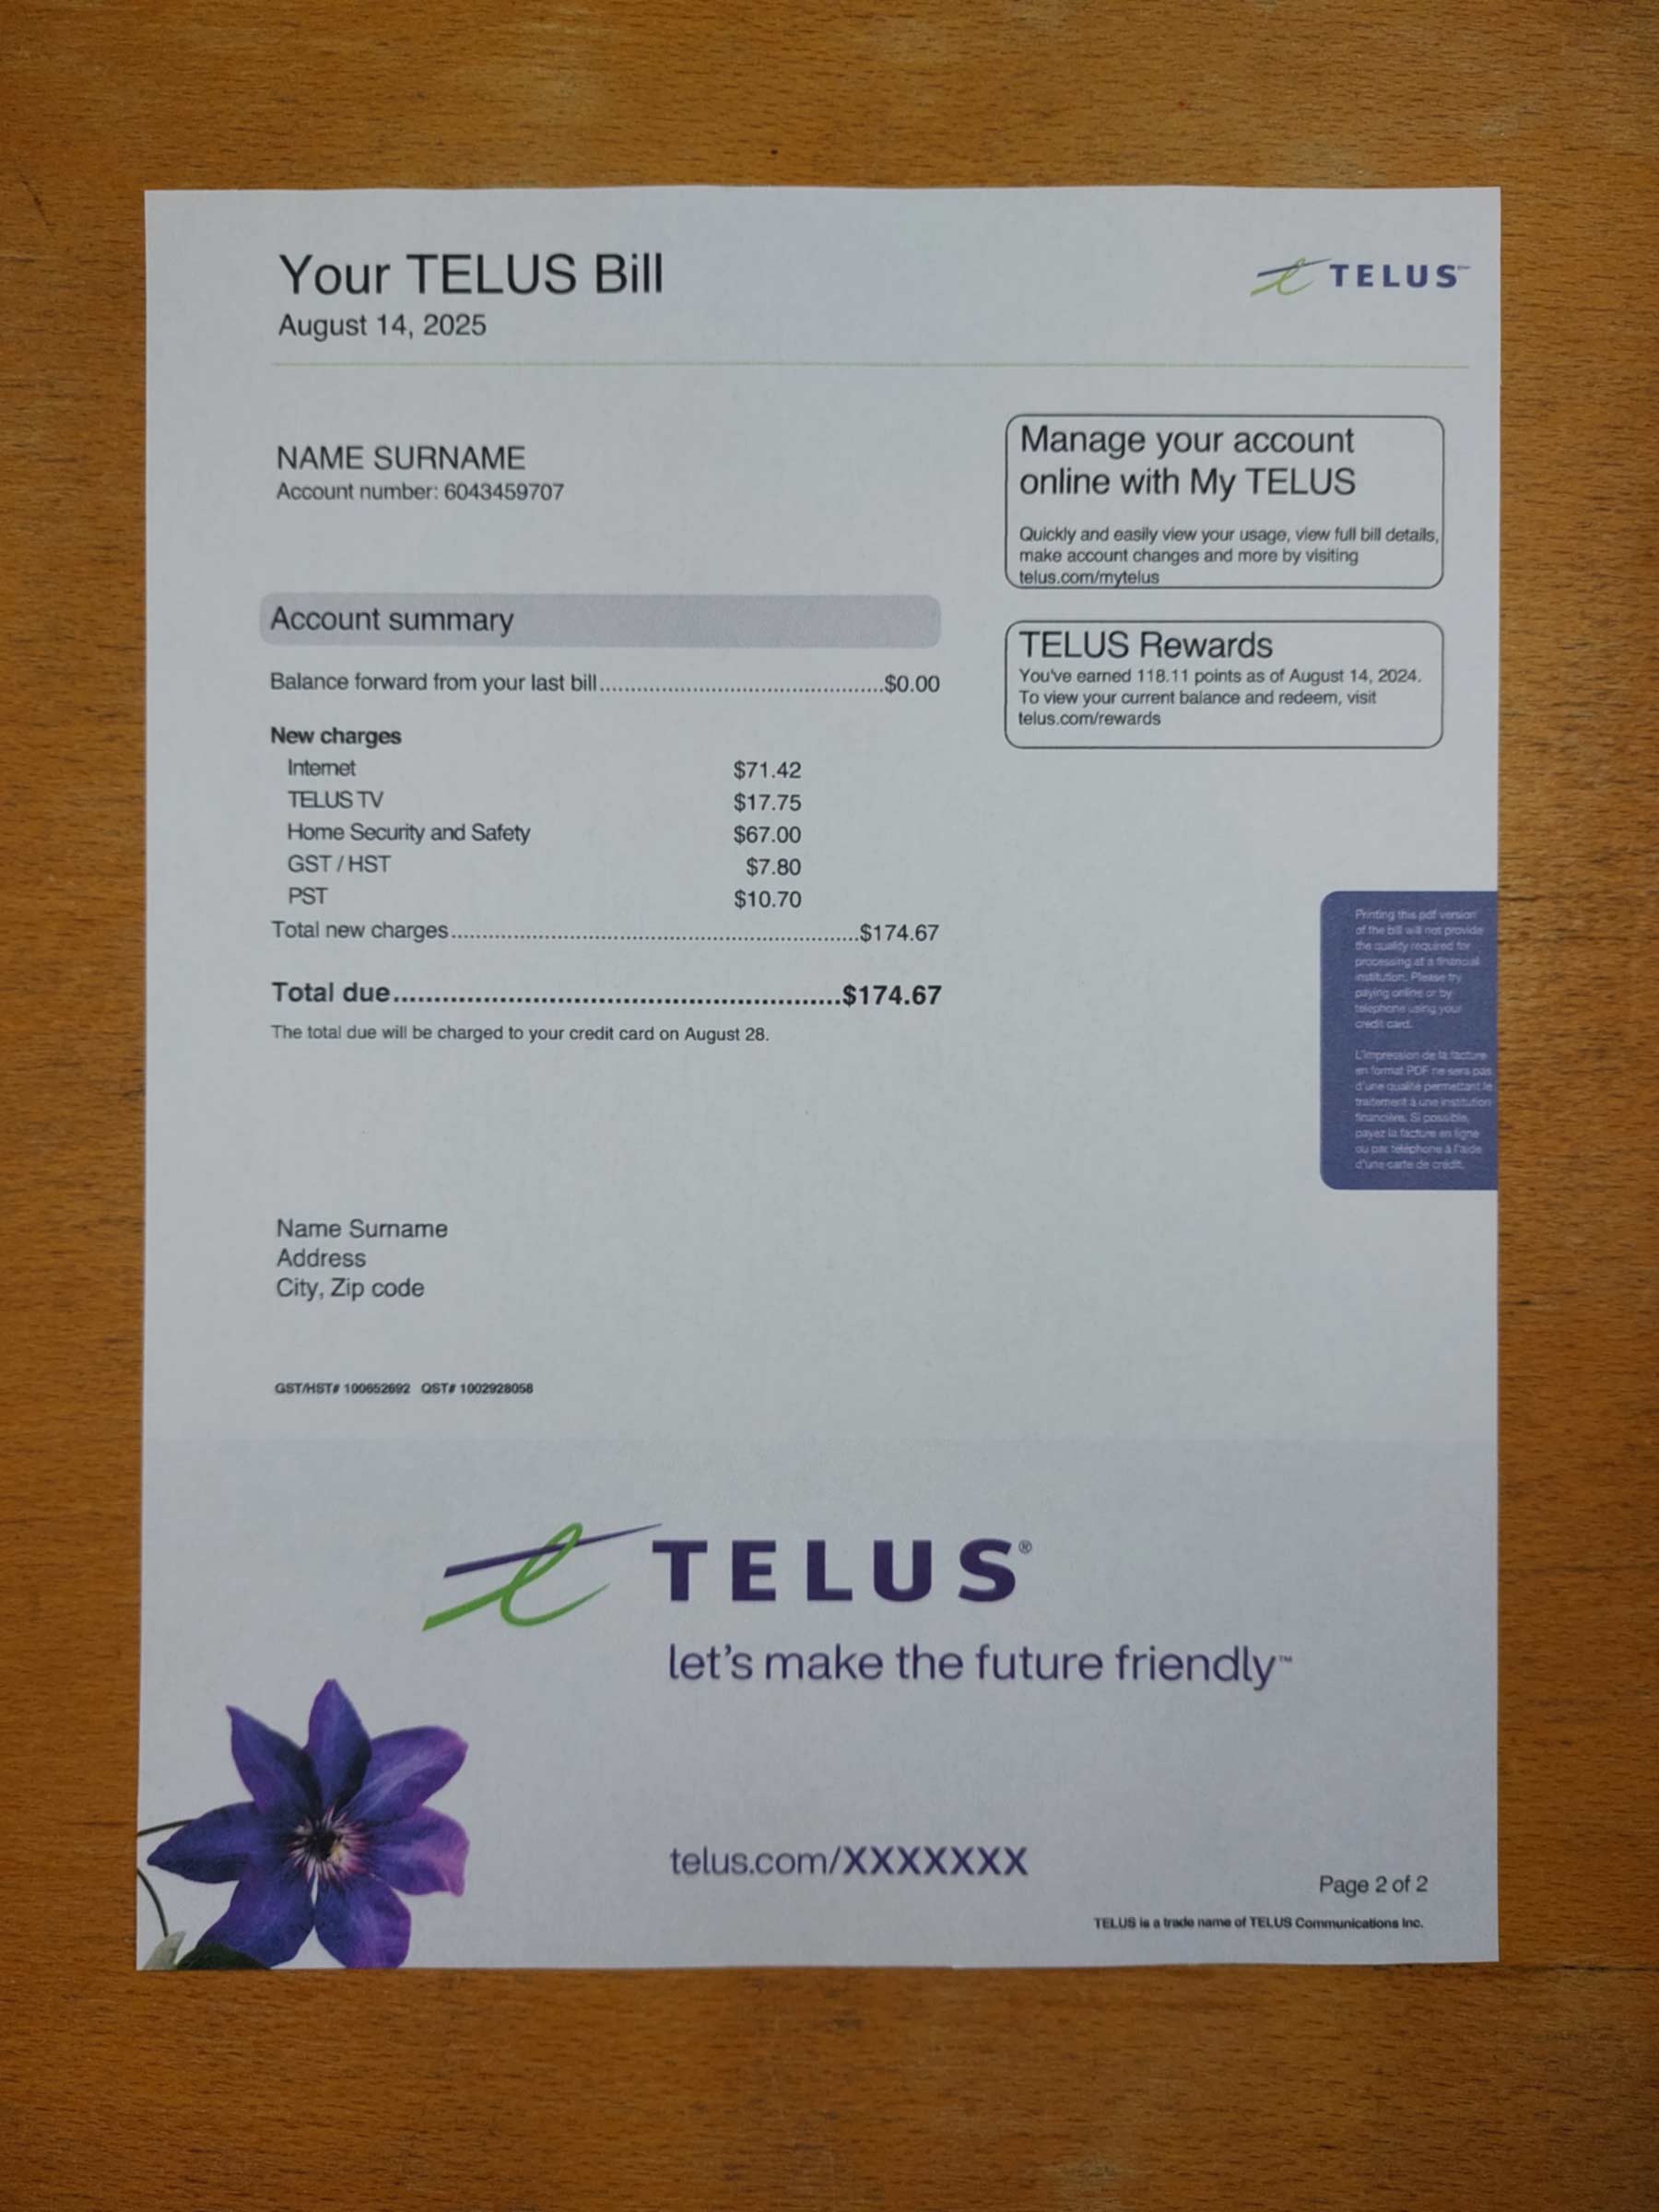 Your TELUS Bill
August 14, 2025
TELUS™
NAME SURNAME
Account number: 6043459707
Manage your account
online with My TELUS
Quickly and easily view your usage, view full bill details,
make account changes and more by visiting
telus.com/mytelus
Account summary
Balance forward from your last bill..................................................$0.00
TELUS Rewards
You've earned 118.11 points as of August 14, 2024.
To view your current balance and redeem, visit
telus.com/rewards
New charges
Internet $71.42
TELUS TV $17.75
Home Security and Safety $67.00
GST / HST $7.80
PST $10.70
Total new charges......................................................................$174.67
Total due..............................................................$174.67
The total due will be charged to your credit card on August 28.
Printing this pdf version
of the bill will not provide
the quality required for
processing at a financial
institution. Please try
paying online or by
telephone using your
credit card.
L'impression de la facture
en format PDF ne sera pas
d'une qualité permettant le
traitement à une institution
financière. Si possible,
payez la facture en ligne
ou par téléphone à l'aide
d'une carte de crédit.
Name Surname
Address
City, Zip code
GST/HST# 100652692 QST# 1002928058
TELUS®
let's make the future friendly™
telus.com/XXXXXXX
Page 2 of 2
TELUS is a trade name of TELUS Communications Inc.